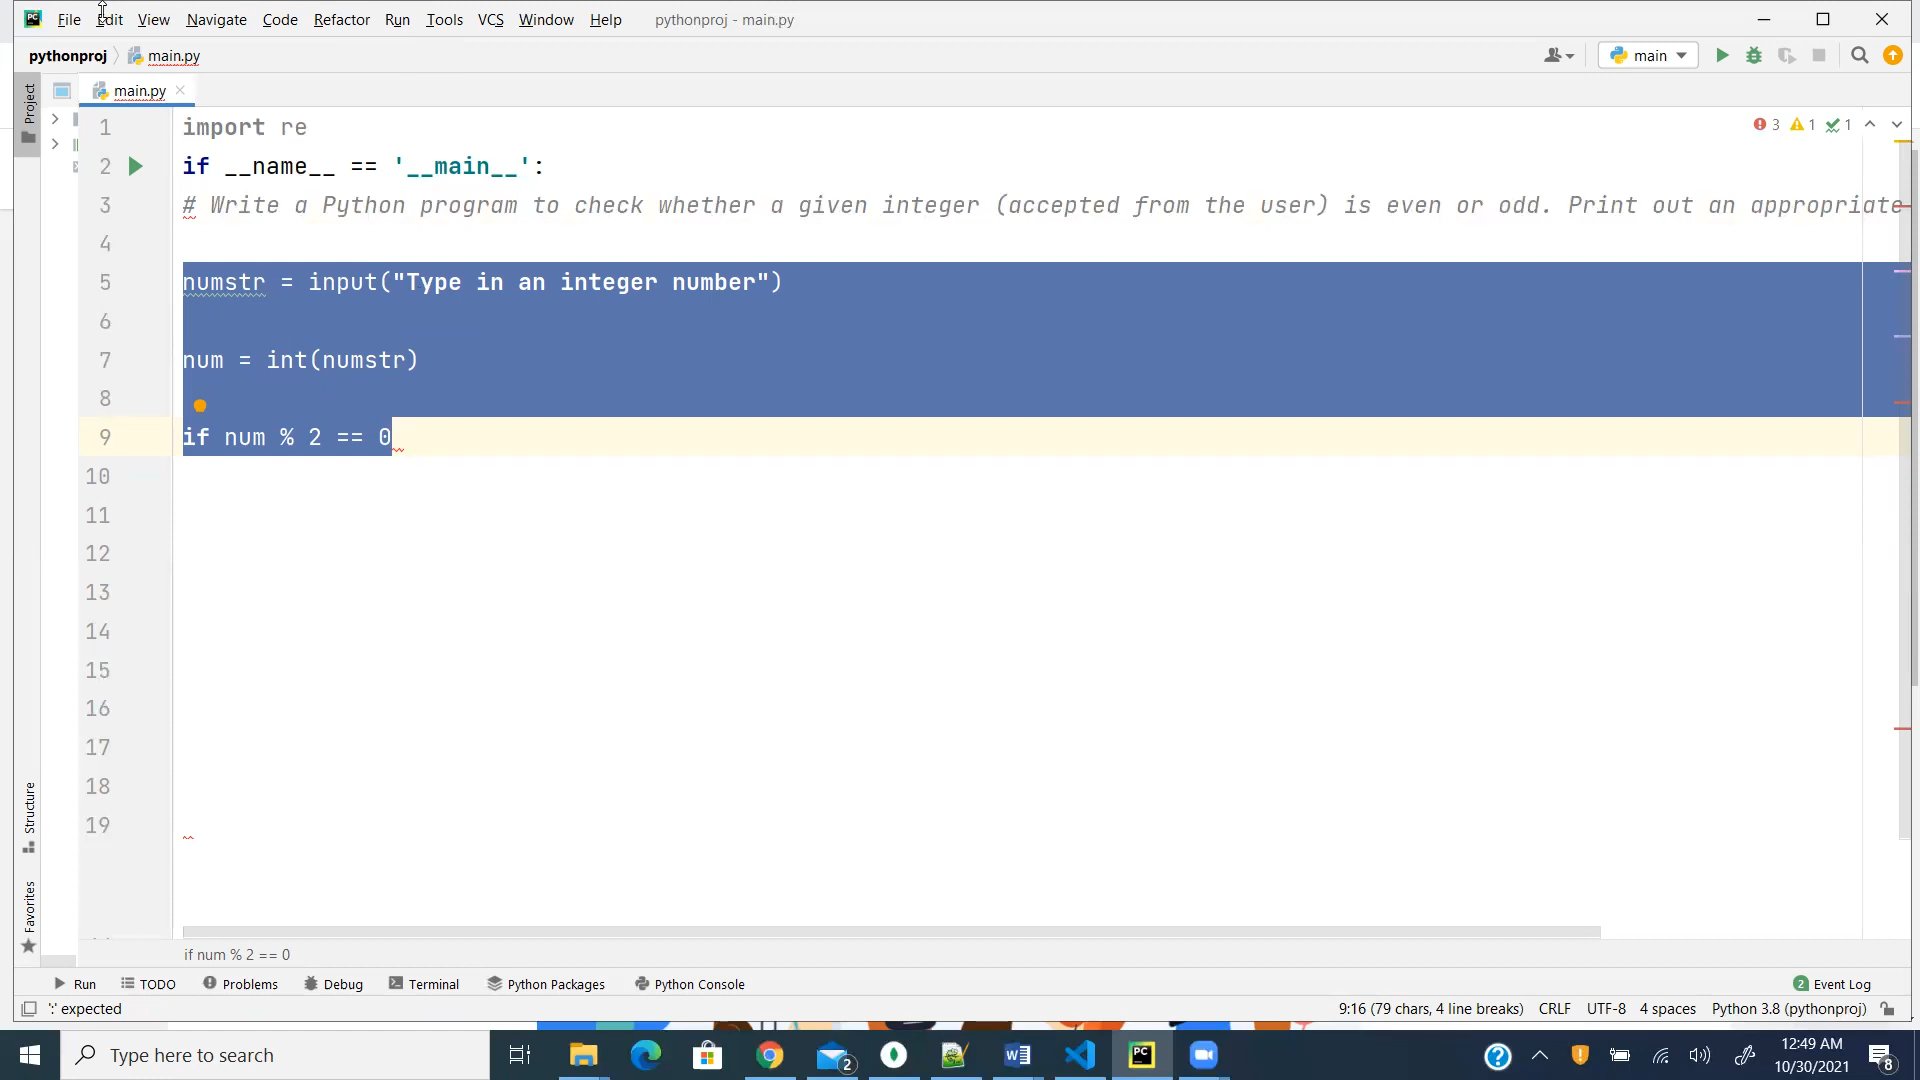 PC File Edit View Navigate Code Refactor Run Tools VCS Window Help pythonproj - main.py
pythonproj main.py main
Project main.py 3 1 1
1 import re
2 if __name__ == '__main__':
3 # Write a Python program to check whether a given integer (accepted from the user) is even or odd. Print out an appropriate
4
5 numstr = input("Type in an integer number")
6
7 num = int(numstr)
8
9 if num % 2 == 0
10
11
12
13
14
15
16
17
18
19
Structure
Favorites
if num % 2 == 0
Run TODO Problems Debug Terminal Python Packages Python Console 2 Event Log
':' expected 9:16 (79 chars, 4 line breaks) CRLF UTF-8 4 spaces Python 3.8 (pythonproj)
Type here to search 2 PC 12:49 AM
10/30/2021 8